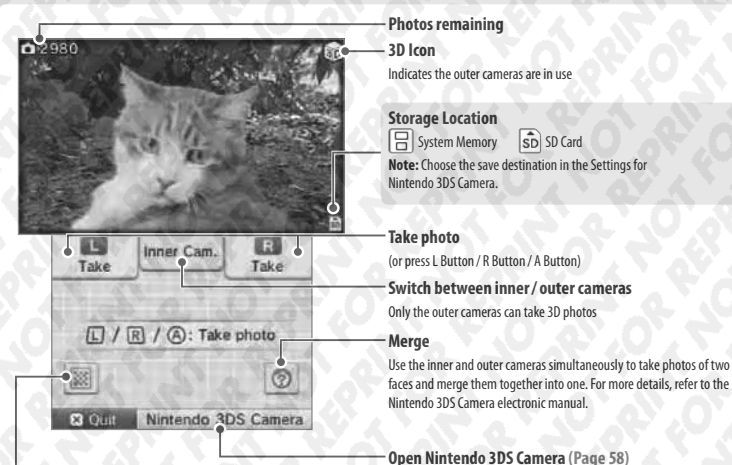 Photos remaining
2980
3D
3D Icon
Indicates the outer cameras are in use
Storage Location
System Memory
SD
SD Card
Note: Choose the save destination in the Settings for
Nintendo 3DS Camera.
L
Take
Inner Cam.
R
Take
Take photo
(or press L Button / R Button / A Button)
Switch between inner / outer cameras
Only the outer cameras can take 3D photos
L / R / A: Take photo
Merge
Use the inner and outer cameras simultaneously to take photos of two
faces and merge them together into one. For more details, refer to the
Nintendo 3DS Camera electronic manual.
?
X Quit
Nintendo 3DS Camera
Open Nintendo 3DS Camera (Page 58)
NOT FOR REPRINT